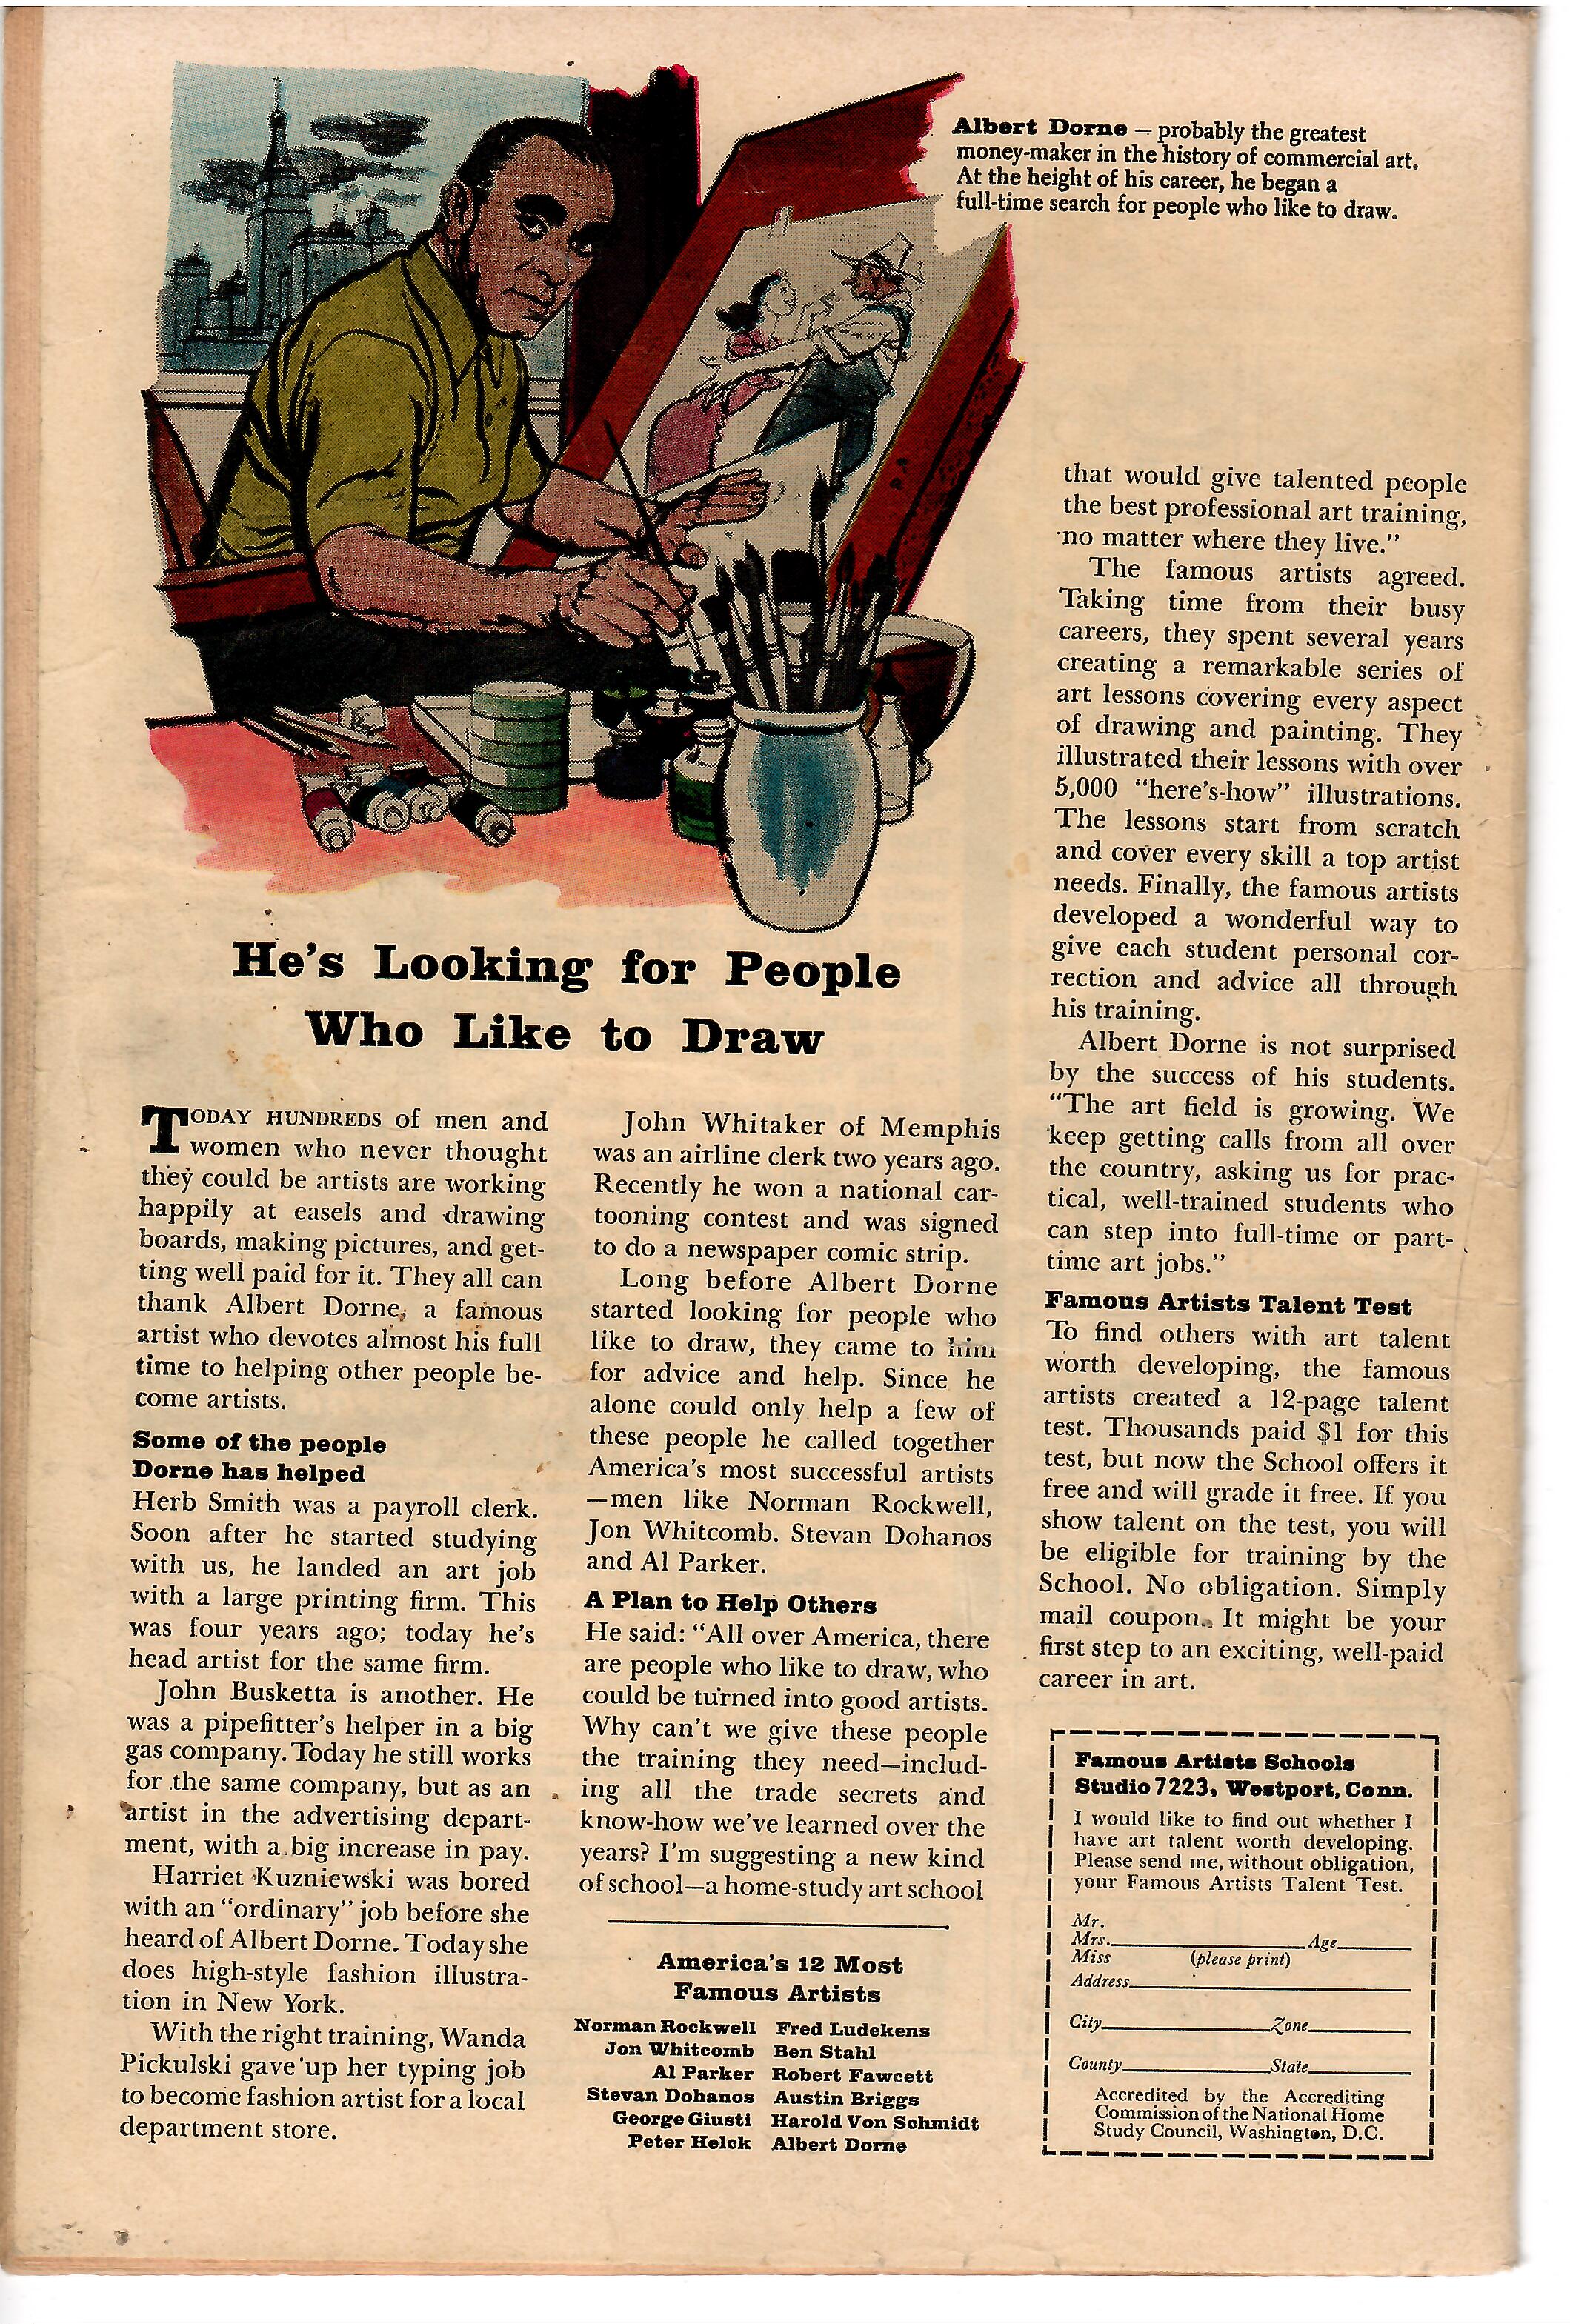 Albert Dorne — probably the greatest
money-maker in the history of commercial art.
At the height of his career, he began a
full-time search for people who like to draw.
He's Looking for People
Who Like to Draw
TODAY HUNDREDS of men and
women who never thought
they could be artists are working
happily at easels and drawing
boards, making pictures, and get-
ting well paid for it. They all can
thank Albert Dorne, a famous
artist who devotes almost his full
time to helping other people be-
come artists.
Some of the people
Dorne has helped
Herb Smith was a payroll clerk.
Soon after he started studying
with us, he landed an art job
with a large printing firm. This
was four years ago; today he's
head artist for the same firm.
John Busketta is another. He
was a pipefitter's helper in a big
gas company. Today he still works
for the same company, but as an
artist in the advertising depart-
ment, with a big increase in pay.
Harriet Kuzniewski was bored
with an "ordinary" job before she
heard of Albert Dorne. Today she
does high-style fashion illustra-
tion in New York.
With the right training, Wanda
Pickulski gave up her typing job
to become fashion artist for a local
department store.
John Whitaker of Memphis
was an airline clerk two years ago.
Recently he won a national car-
tooning contest and was signed
to do a newspaper comic strip.
Long before Albert Dorne
started looking for people who
like to draw, they came to him
for advice and help. Since he
alone could only help a few of
these people he called together
America's most successful artists
—men like Norman Rockwell,
Jon Whitcomb. Stevan Dohanos
and Al Parker.
A Plan to Help Others
He said: "All over America, there
are people who like to draw, who
could be turned into good artists.
Why can't we give these people
the training they need—includ-
ing all the trade secrets and
know-how we've learned over the
years? I'm suggesting a new kind
of school—a home-study art school
America's 12 Most
Famous Artists
Norman Rockwell Fred Ludekens
Jon Whitcomb Ben Stahl
Al Parker Robert Fawcett
Stevan Dohanos Austin Briggs
George Giusti Harold Von Schmidt
Peter Helck Albert Dorne
that would give talented people
the best professional art training,
no matter where they live."
The famous artists agreed.
Taking time from their busy
careers, they spent several years
creating a remarkable series of
art lessons covering every aspect
of drawing and painting. They
illustrated their lessons with over
5,000 "here's-how" illustrations.
The lessons start from scratch
and cover every skill a top artist
needs. Finally, the famous artists
developed a wonderful way to
give each student personal cor-
rection and advice all through
his training.
Albert Dorne is not surprised
by the success of his students.
"The art field is growing. We
keep getting calls from all over
the country, asking us for prac-
tical, well-trained students who
can step into full-time or part-
time art jobs."
Famous Artists Talent Test
To find others with art talent
worth developing, the famous
artists created a 12-page talent
test. Thousands paid $1 for this
test, but now the School offers it
free and will grade it free. If you
show talent on the test, you will
be eligible for training by the
School. No obligation. Simply
mail coupon. It might be your
first step to an exciting, well-paid
career in art.
Famous Artists Schools
Studio 7223, Westport, Conn.
I would like to find out whether I
have art talent worth developing.
Please send me, without obligation,
your Famous Artists Talent Test.
Mr.
Mrs. Age
Miss (please print)
Address
City Zone
County State
Accredited by the Accrediting
Commission of the National Home
Study Council, Washington, D.C.